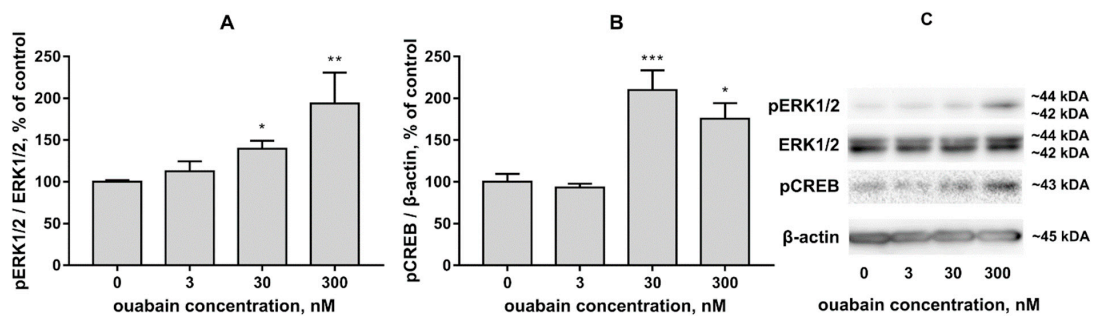 A
pERK1/2 / ERK1/2, % of control
250
200
150
100
50
0
*
**
0 3 30 300
ouabain concentration, nM
B
pCREB / β-actin, % of control
250
200
150
100
50
0
***
*
0 3 30 300
ouabain concentration, nM
C
pERK1/2
~44 kDA
~42 kDA
ERK1/2
~44 kDA
~42 kDA
pCREB
~43 kDA
β-actin
~45 kDA
0 3 30 300
ouabain concentration, nM